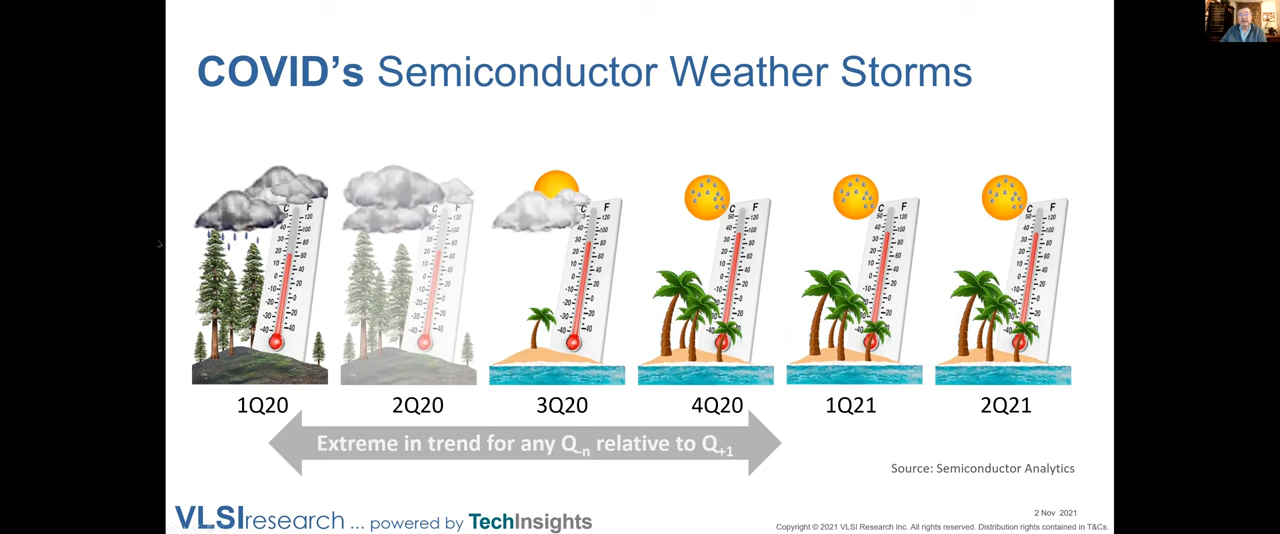 COVID's Semiconductor Weather Storms
C F
C F
C F
C F
C F
C F
1Q20 2Q20 3Q20 4Q20 1Q21 2Q21
Extreme in trend for any Q-n relative to Q+1
Source: Semiconductor Analytics
VLSIresearch ... powered by TechInsights
2 Nov 2021
Copyright © 2021 VLSI Research Inc. All rights reserved. Distribution rights contained in T&Cs.